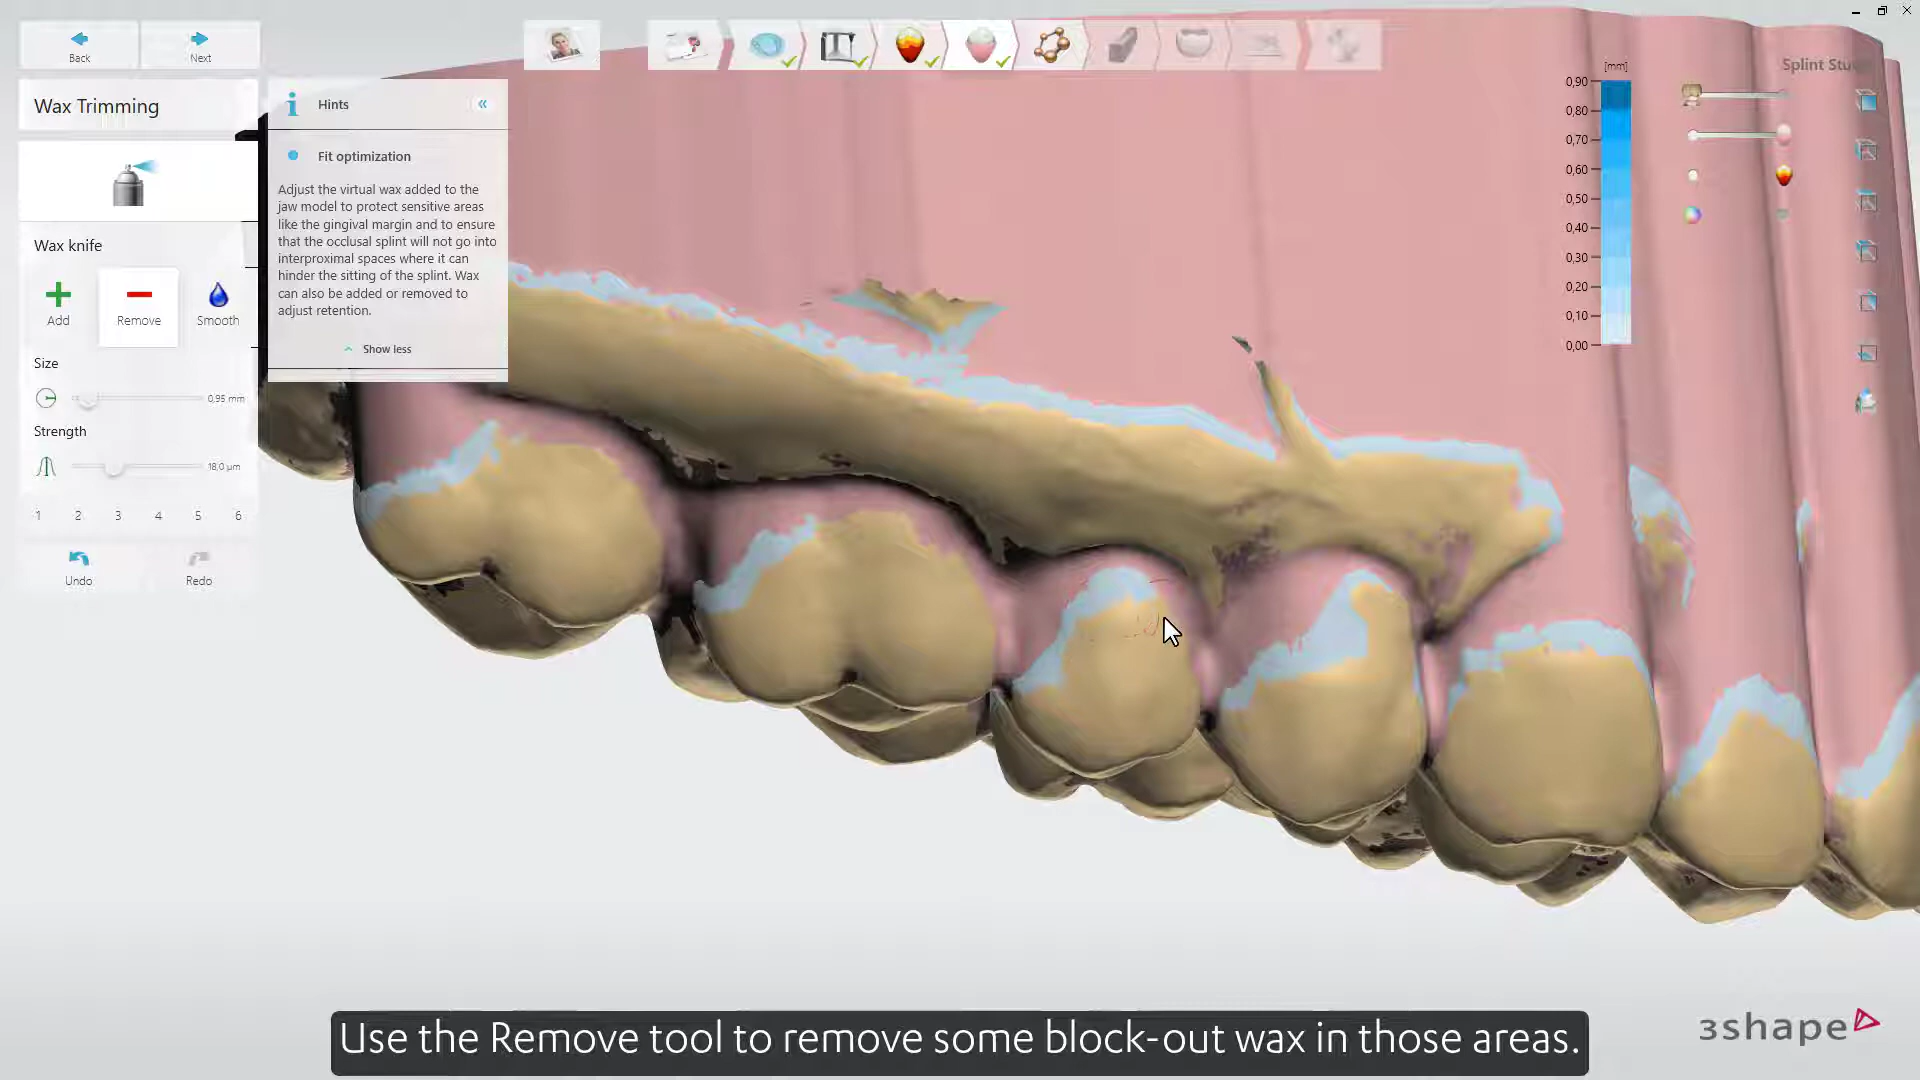 Back
Next
Wax Trimming
Wax knife
Add
Remove
Smooth
Size
0,95 mm
Strength
18,0 µm
1 2 3 4 5 6
Undo
Redo
Hints
Fit optimization
Adjust the virtual wax added to the
jaw model to protect sensitive areas
like the gingival margin and to ensure
that the occlusal splint will not go into
interproximal spaces where it can
hinder the sitting of the splint. Wax
can also be added or removed to
adjust retention.
Show less
[mm]
0,90
0,80
0,70
0,60
0,50
0,40
0,30
0,20
0,10
0,00
Splint
Use the Remove tool to remove some block-out wax in those areas.
3shape